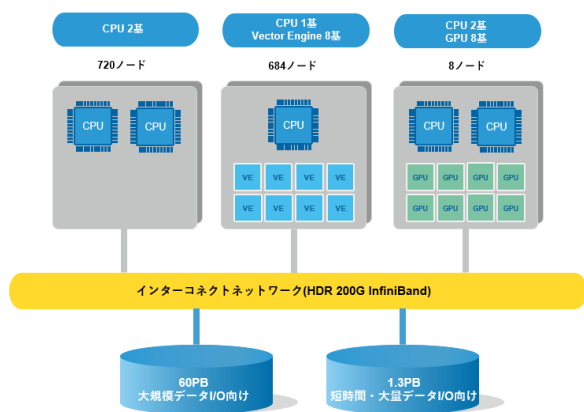 CPU 2基
CPU 1基
Vector Engine 8基
CPU 2基
GPU 8基
720ノード
684ノード
8ノード
CPU CPU
CPU
CPU CPU
VE VE VE VE
VE VE VE VE
GPU GPU GPU GPU
GPU GPU GPU GPU
インターコネクトネットワーク(HDR 200G InfiniBand)
60PB
大規模データI/O向け
1.3PB
短時間・大量データI/O向け